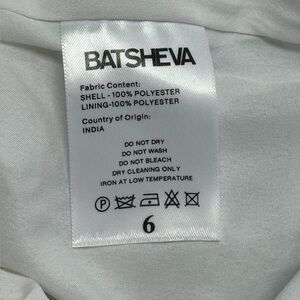 BATSHEVA
Fabric Content:
SHELL - 100% POLYESTER
LINING-100% POLYESTER
Country of Origin:
INDIA
DO NOT DRY
DO NOT WASH
DO NOT BLEACH
DRY CLEANING ONLY
IRON AT LOW TEMPERATURE
P
6